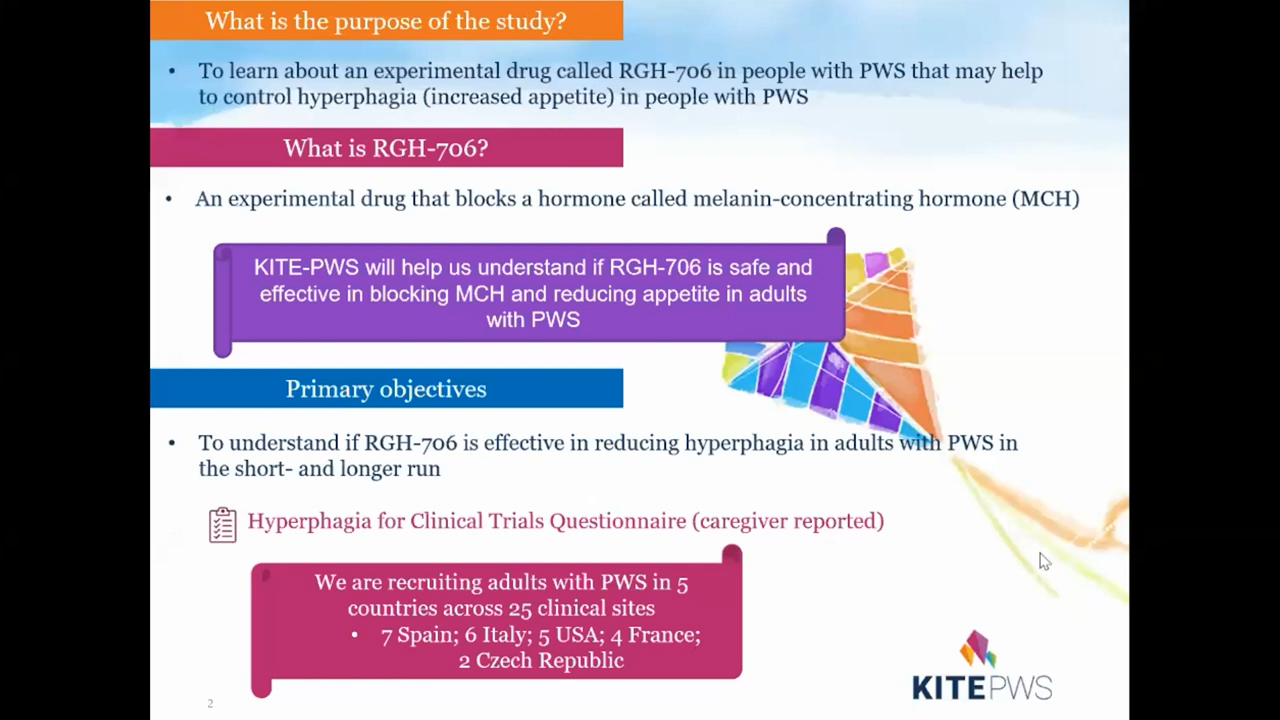 What is the purpose of the study?
• To learn about an experimental drug called RGH-706 in people with PWS that may help
to control hyperphagia (increased appetite) in people with PWS
What is RGH-706?
• An experimental drug that blocks a hormone called melanin-concentrating hormone (MCH)
KITE-PWS will help us understand if RGH-706 is safe and
effective in blocking MCH and reducing appetite in adults
with PWS
Primary objectives
• To understand if RGH-706 is effective in reducing hyperphagia in adults with PWS in
the short- and longer run
Hyperphagia for Clinical Trials Questionnaire (caregiver reported)
We are recruiting adults with PWS in 5
countries across 25 clinical sites
• 7 Spain; 6 Italy; 5 USA; 4 France;
2 Czech Republic
2
KITEPWS